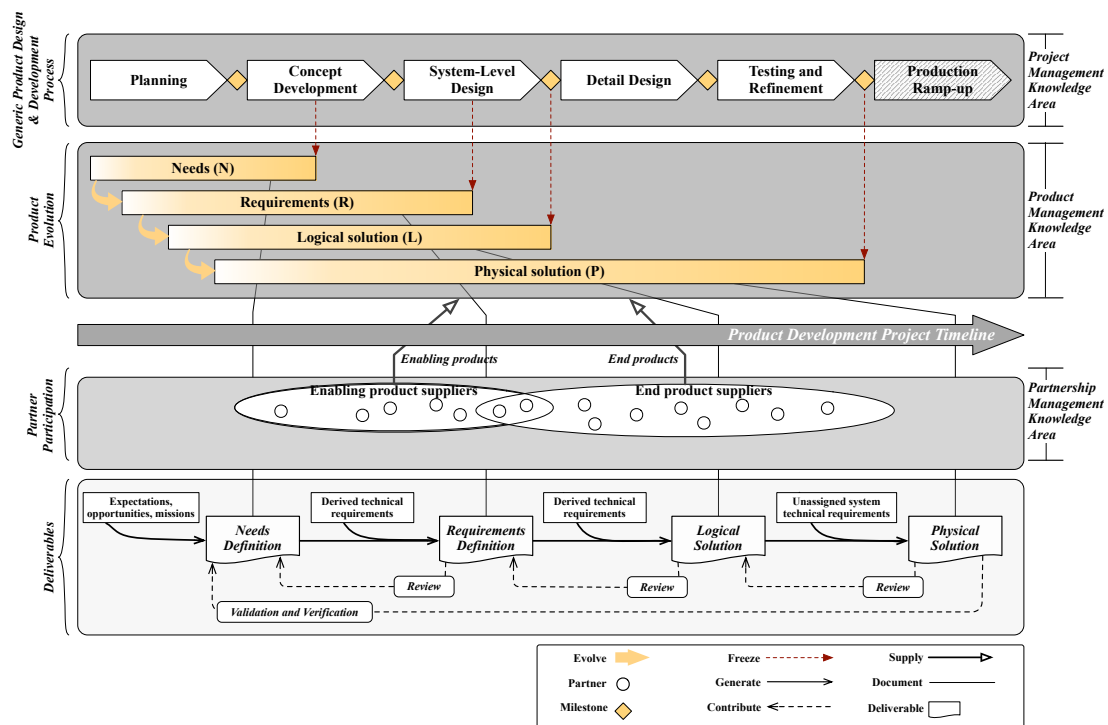 Generic Product Design
& Development
Process
Planning
Concept
Development
System-Level
Design
Detail Design
Testing and
Refinement
Production
Ramp-up
Project
Management
Knowledge
Area
Product
Evolution
Needs (N)
Requirements (R)
Logical solution (L)
Physical solution (P)
Product
Management
Knowledge
Area
Product Development Project Timeline
Enabling products
End products
Partner
Participation
Enabling product suppliers
End product suppliers
Partnership
Management
Knowledge
Area
Deliverables
Expectations,
opportunities, missions
Derived technical
requirements
Derived technical
requirements
Unassigned system
technical requirements
Needs
Definition
Requirements
Definition
Logical
Solution
Physical
Solution
Review
Review
Review
Validation and Verification
Evolve
Freeze
Supply
Partner
Generate
Document
Milestone
Contribute
Deliverable